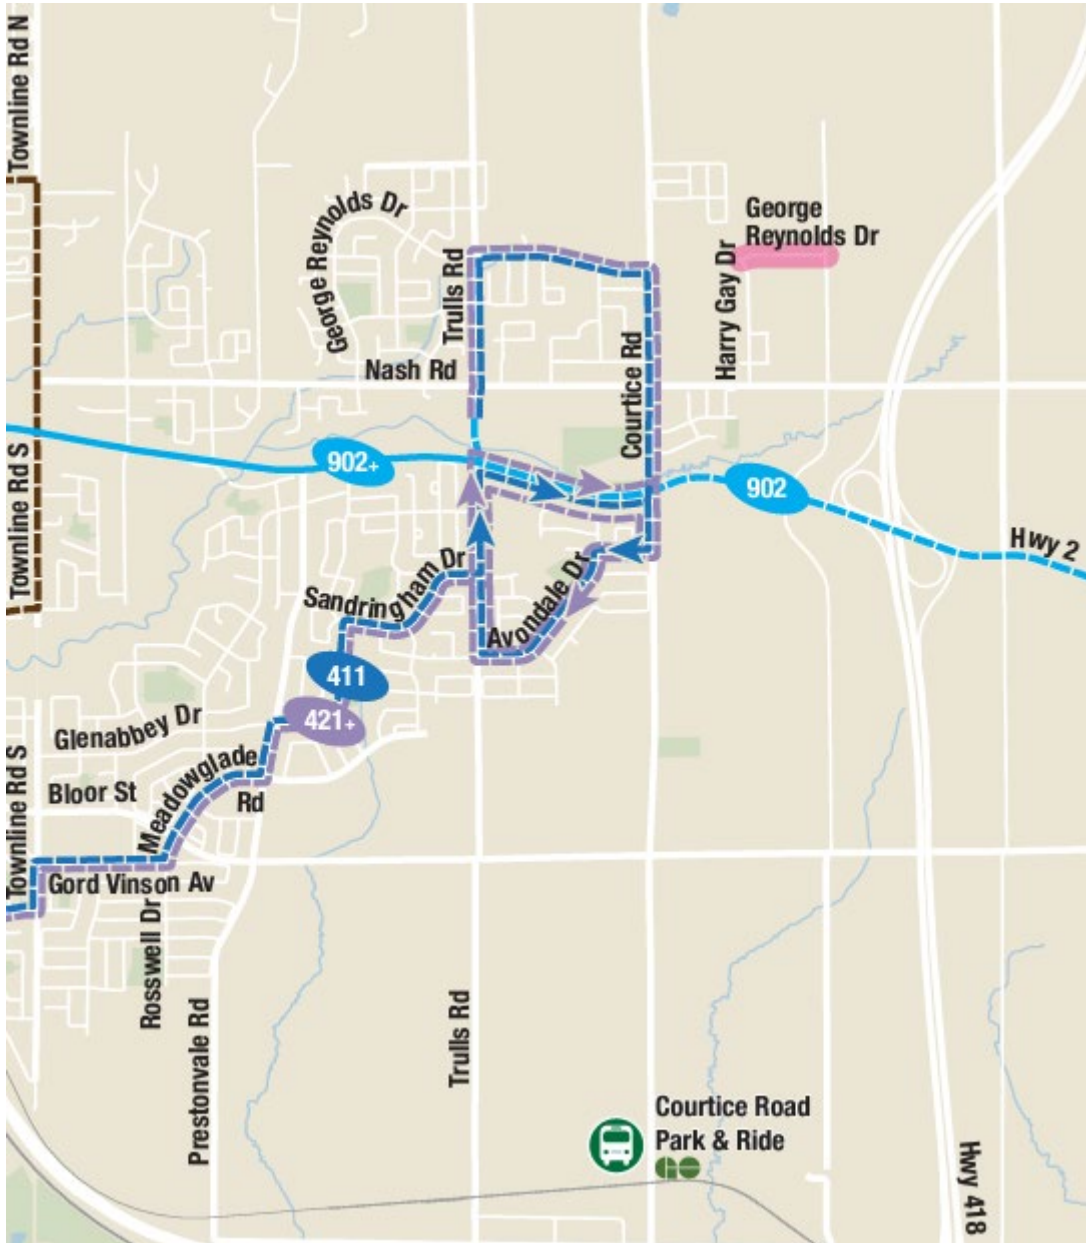 Townline Rd N
George Reynolds Dr
George
Reynolds Dr
Trulls Rd
Harry Gay Dr
Nash Rd
Courtice Rd
Townline Rd S
902+
902
Hwy 2
Sandringham Dr
Avondale Dr
411
421+
Glenabbey Dr
Meadowglade
Rd
Bloor St
Townline Rd S
Gord Vinson Av
Rosswell Dr
Prestonvale Rd
Trulls Rd
Courtice Road
Park & Ride
GO
Hwy 418